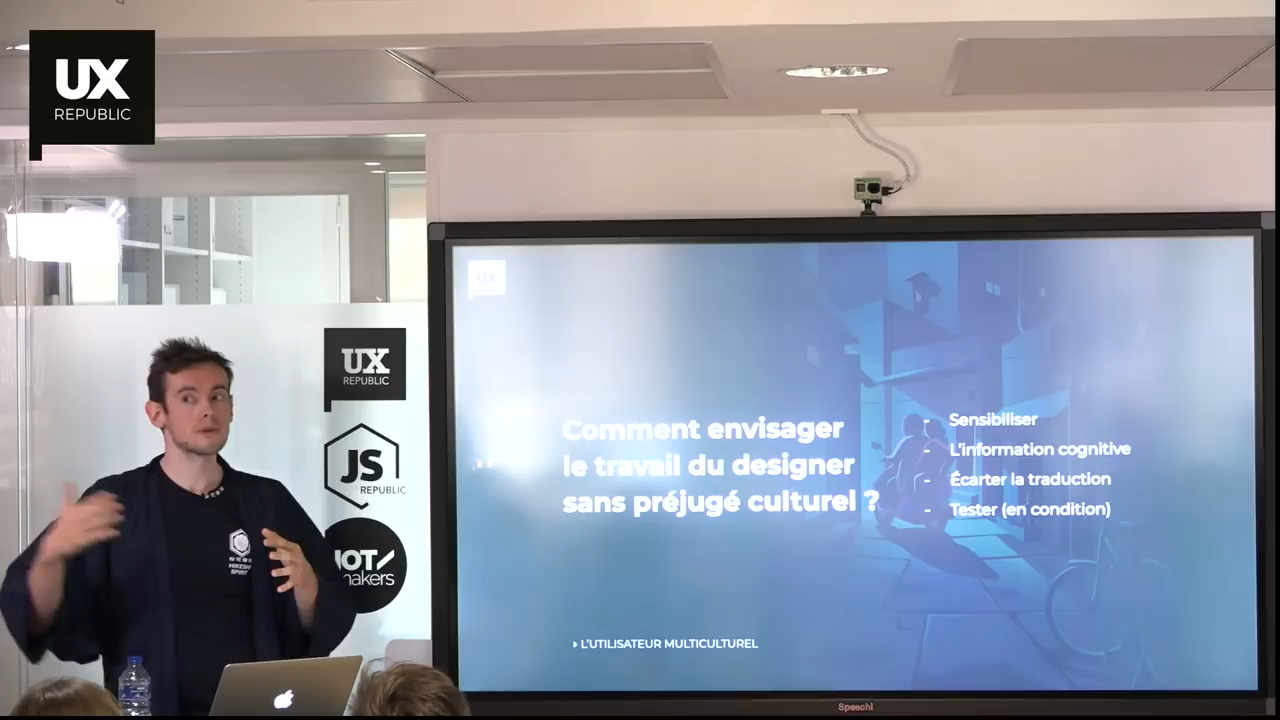 UX
REPUBLIC
UX
REPUBLIC
JS
REPUBLIC
IOT
makers
UX
Comment envisager
le travail du designer
sans préjugé culturel ?
- Sensibiliser
- L'information cognitive
- Écarter la traduction
- Tester (en condition)
L'UTILISATEUR MULTICULTUREL
Speechi